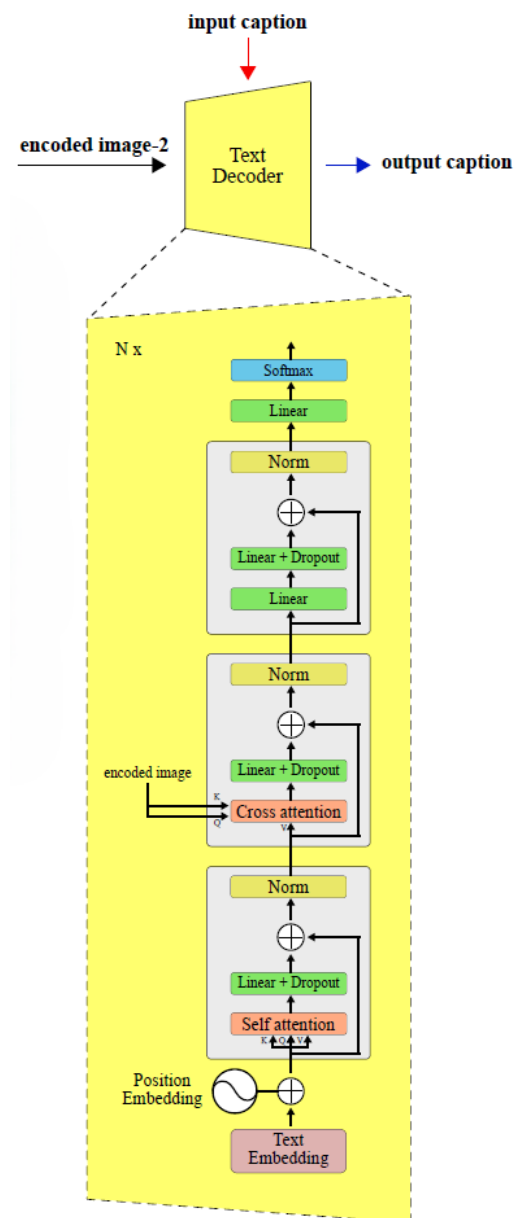 input caption
encoded image-2
Text
Decoder
output caption
N x
Softmax
Linear
Norm
Linear + Dropout
Linear
Norm
Linear + Dropout
encoded image
K
Cross attention
Q
V
Norm
Linear + Dropout
Self attention
K Q V
Position
Embedding
Text
Embedding